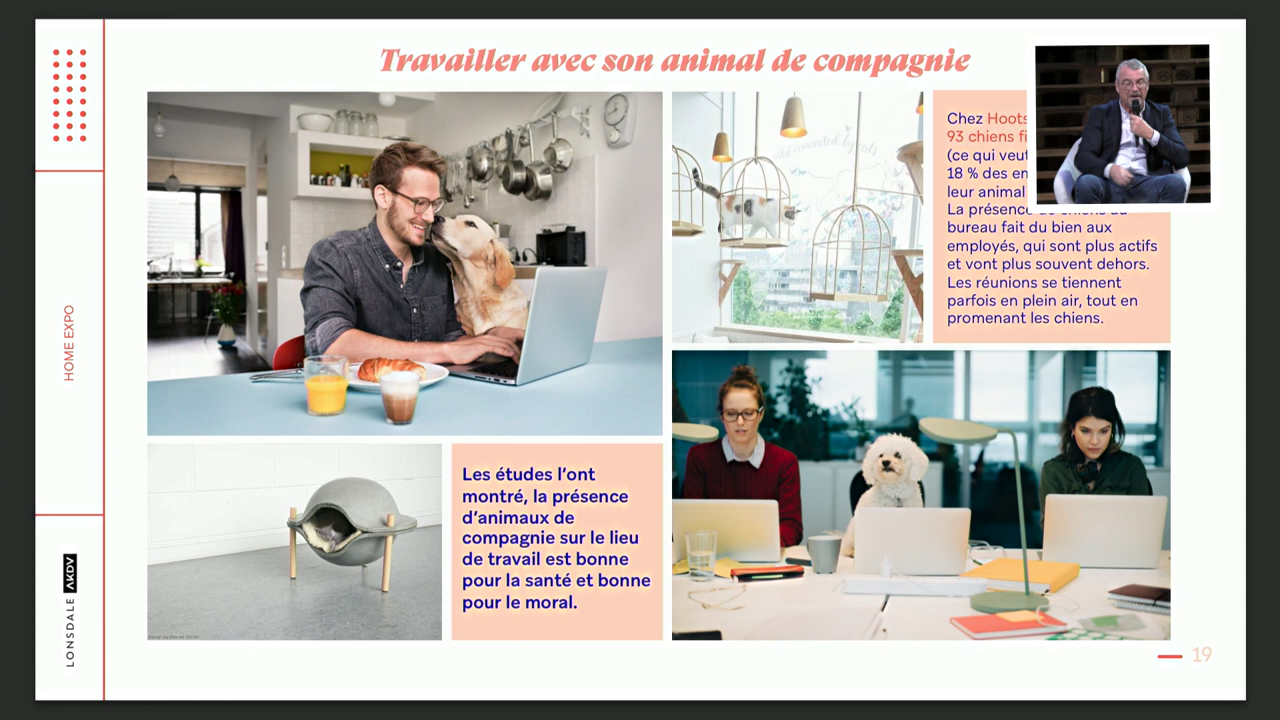 Travailler avec son animal de compagnie
Chez
93 chiens
(ce qui veut
18 % des
leur animal
La présence de chiens au
bureau fait du bien aux
employés, qui sont plus actifs
et vont plus souvent dehors.
Les réunions se tiennent
parfois en plein air, tout en
promenant les chiens.
HOME EXPO
Les études l'ont
montré, la présence
d'animaux de
compagnie sur le lieu
de travail est bonne
pour la santé et bonne
pour le moral.
LONSDALE AKDV
19